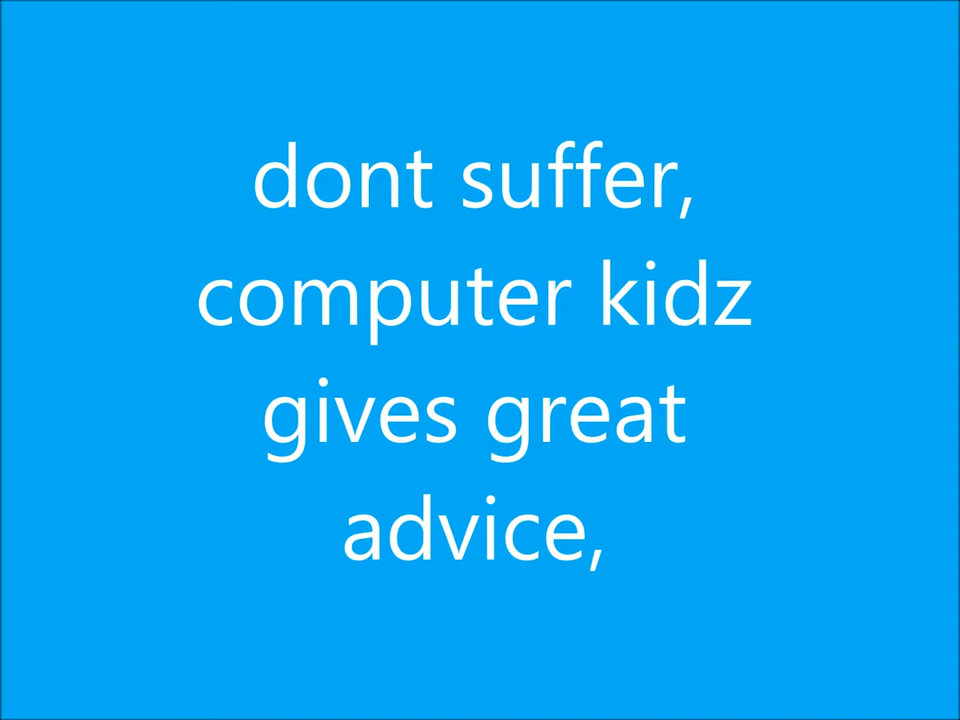 dont suffer,
computer kidz
gives great
advice,